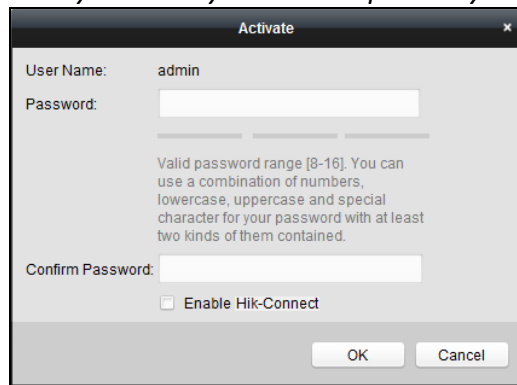 Activate ×
User Name: admin
Password:
Valid password range [8-16]. You can
use a combination of numbers,
lowercase, uppercase and special
character for your password with at least
two kinds of them contained.
Confirm Password:
Enable Hik-Connect
OK Cancel